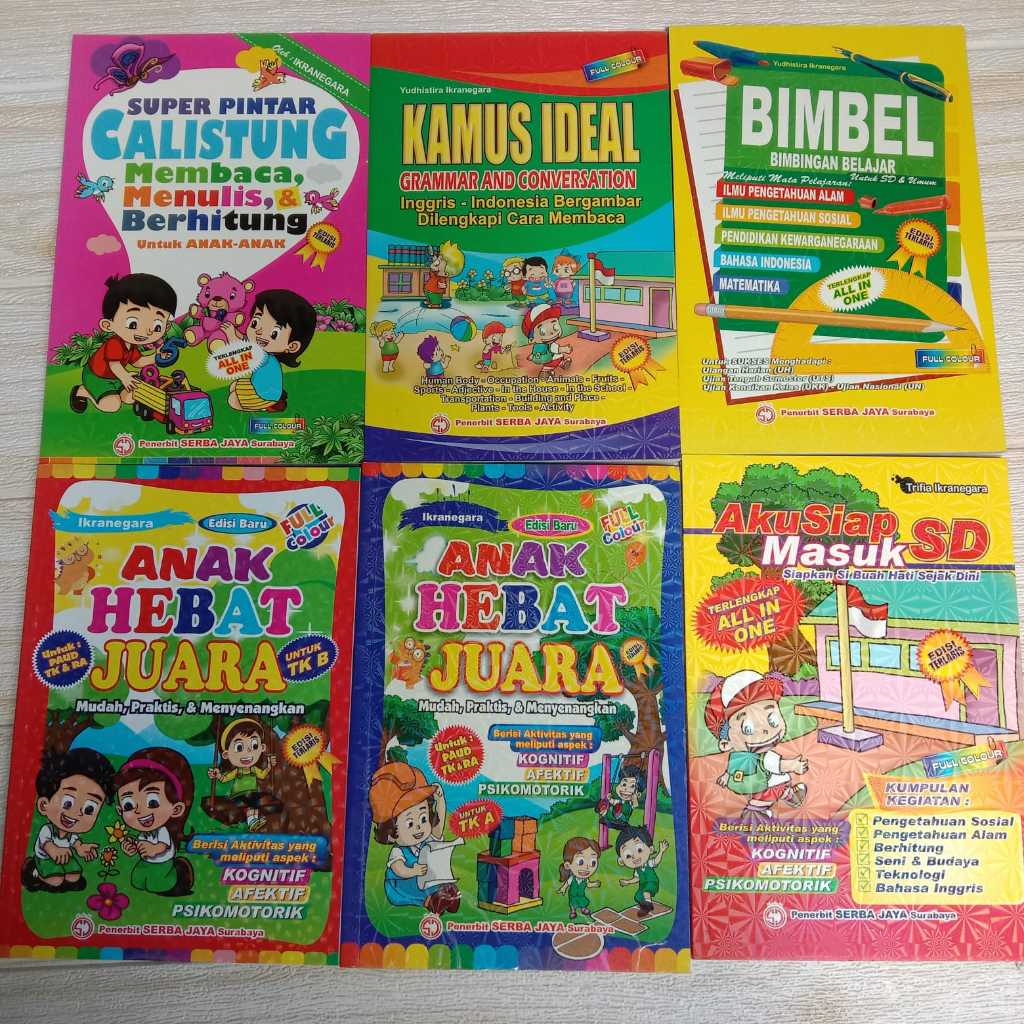 Oleh : IKRANEGARA
SUPER PINTAR
CALISTUNG
Membaca,
Menulis, &
Berhitung
Untuk ANAK-ANAK
EDISI
TERLARIS
TERLENGKAP
ALL IN
ONE
FULL COLOUR
Penerbit SERBA JAYA Surabaya
FULL COLOUR
Yudhistira Ikranegara
KAMUS IDEAL
GRAMMAR AND CONVERSATION
Inggris - Indonesia Bergambar
Dilengkapi Cara Membaca
EDISI
TERLARIS
Human Body - Occupation - Animals - Fruits -
Sports - Adjective - In the House - In the School -
Transportation - Building and Place -
Plants - Tools - Activity
Penerbit SERBA JAYA Surabaya
Yudhistira Ikranegara
BIMBEL
BIMBINGAN BELAJAR
Untuk SD & Umum
Meliputi Mata Pelajaran:
ILMU PENGETAHUAN ALAM
ILMU PENGETAHUAN SOSIAL
PENDIDIKAN KEWARGANEGARAAN
BAHASA INDONESIA
MATEMATIKA
EDISI
TERLARIS
TERLENGKAP
ALL IN
ONE
FULL COLOUR
Untuk SUKSES Menghadapi :
Ulangan Harian (UH)
Ujian Tengah Semester (UTS)
Ujian Kenaikan Kelas (UKK) - Ujian Nasional (UN)
Penerbit SERBA JAYA Surabaya
Ikranegara
Edisi Baru
FULL
Colour
ANAK
HEBAT
JUARA
Untuk :
PAUD
TK & RA
UNTUK
TK B
Mudah, Praktis, & Menyenangkan
EDISI
TERLARIS
Berisi Aktivitas yang
meliputi aspek :
KOGNITIF
AFEKTIF
PSIKOMOTORIK
Penerbit SERBA JAYA Surabaya
Ikranegara
Edisi Baru
FULL
Colour
ANAK
HEBAT
JUARA
EDISI
TERLARIS
Mudah, Praktis, & Menyenangkan
Untuk :
PAUD
TK & RA
Berisi Aktivitas yang
meliputi aspek :
KOGNITIF
AFEKTIF
PSIKOMOTORIK
UNTUK
TK A
Penerbit SERBA JAYA Surabaya
Trifia Ikranegara
Aku Siap
Masuk SD
Siapkan Si Buah Hati Sejak Dini
TERLENGKAP
ALL IN
ONE
EDISI
TERLARIS
FULL COLOUR
KUMPULAN
KEGIATAN :
Pengetahuan Sosial
Pengetahuan Alam
Berhitung
Seni & Budaya
Teknologi
Bahasa Inggris
Berisi Aktivitas yang
meliputi aspek :
KOGNITIF
AFEKTIF
PSIKOMOTORIK
Penerbit SERBA JAYA Surabaya